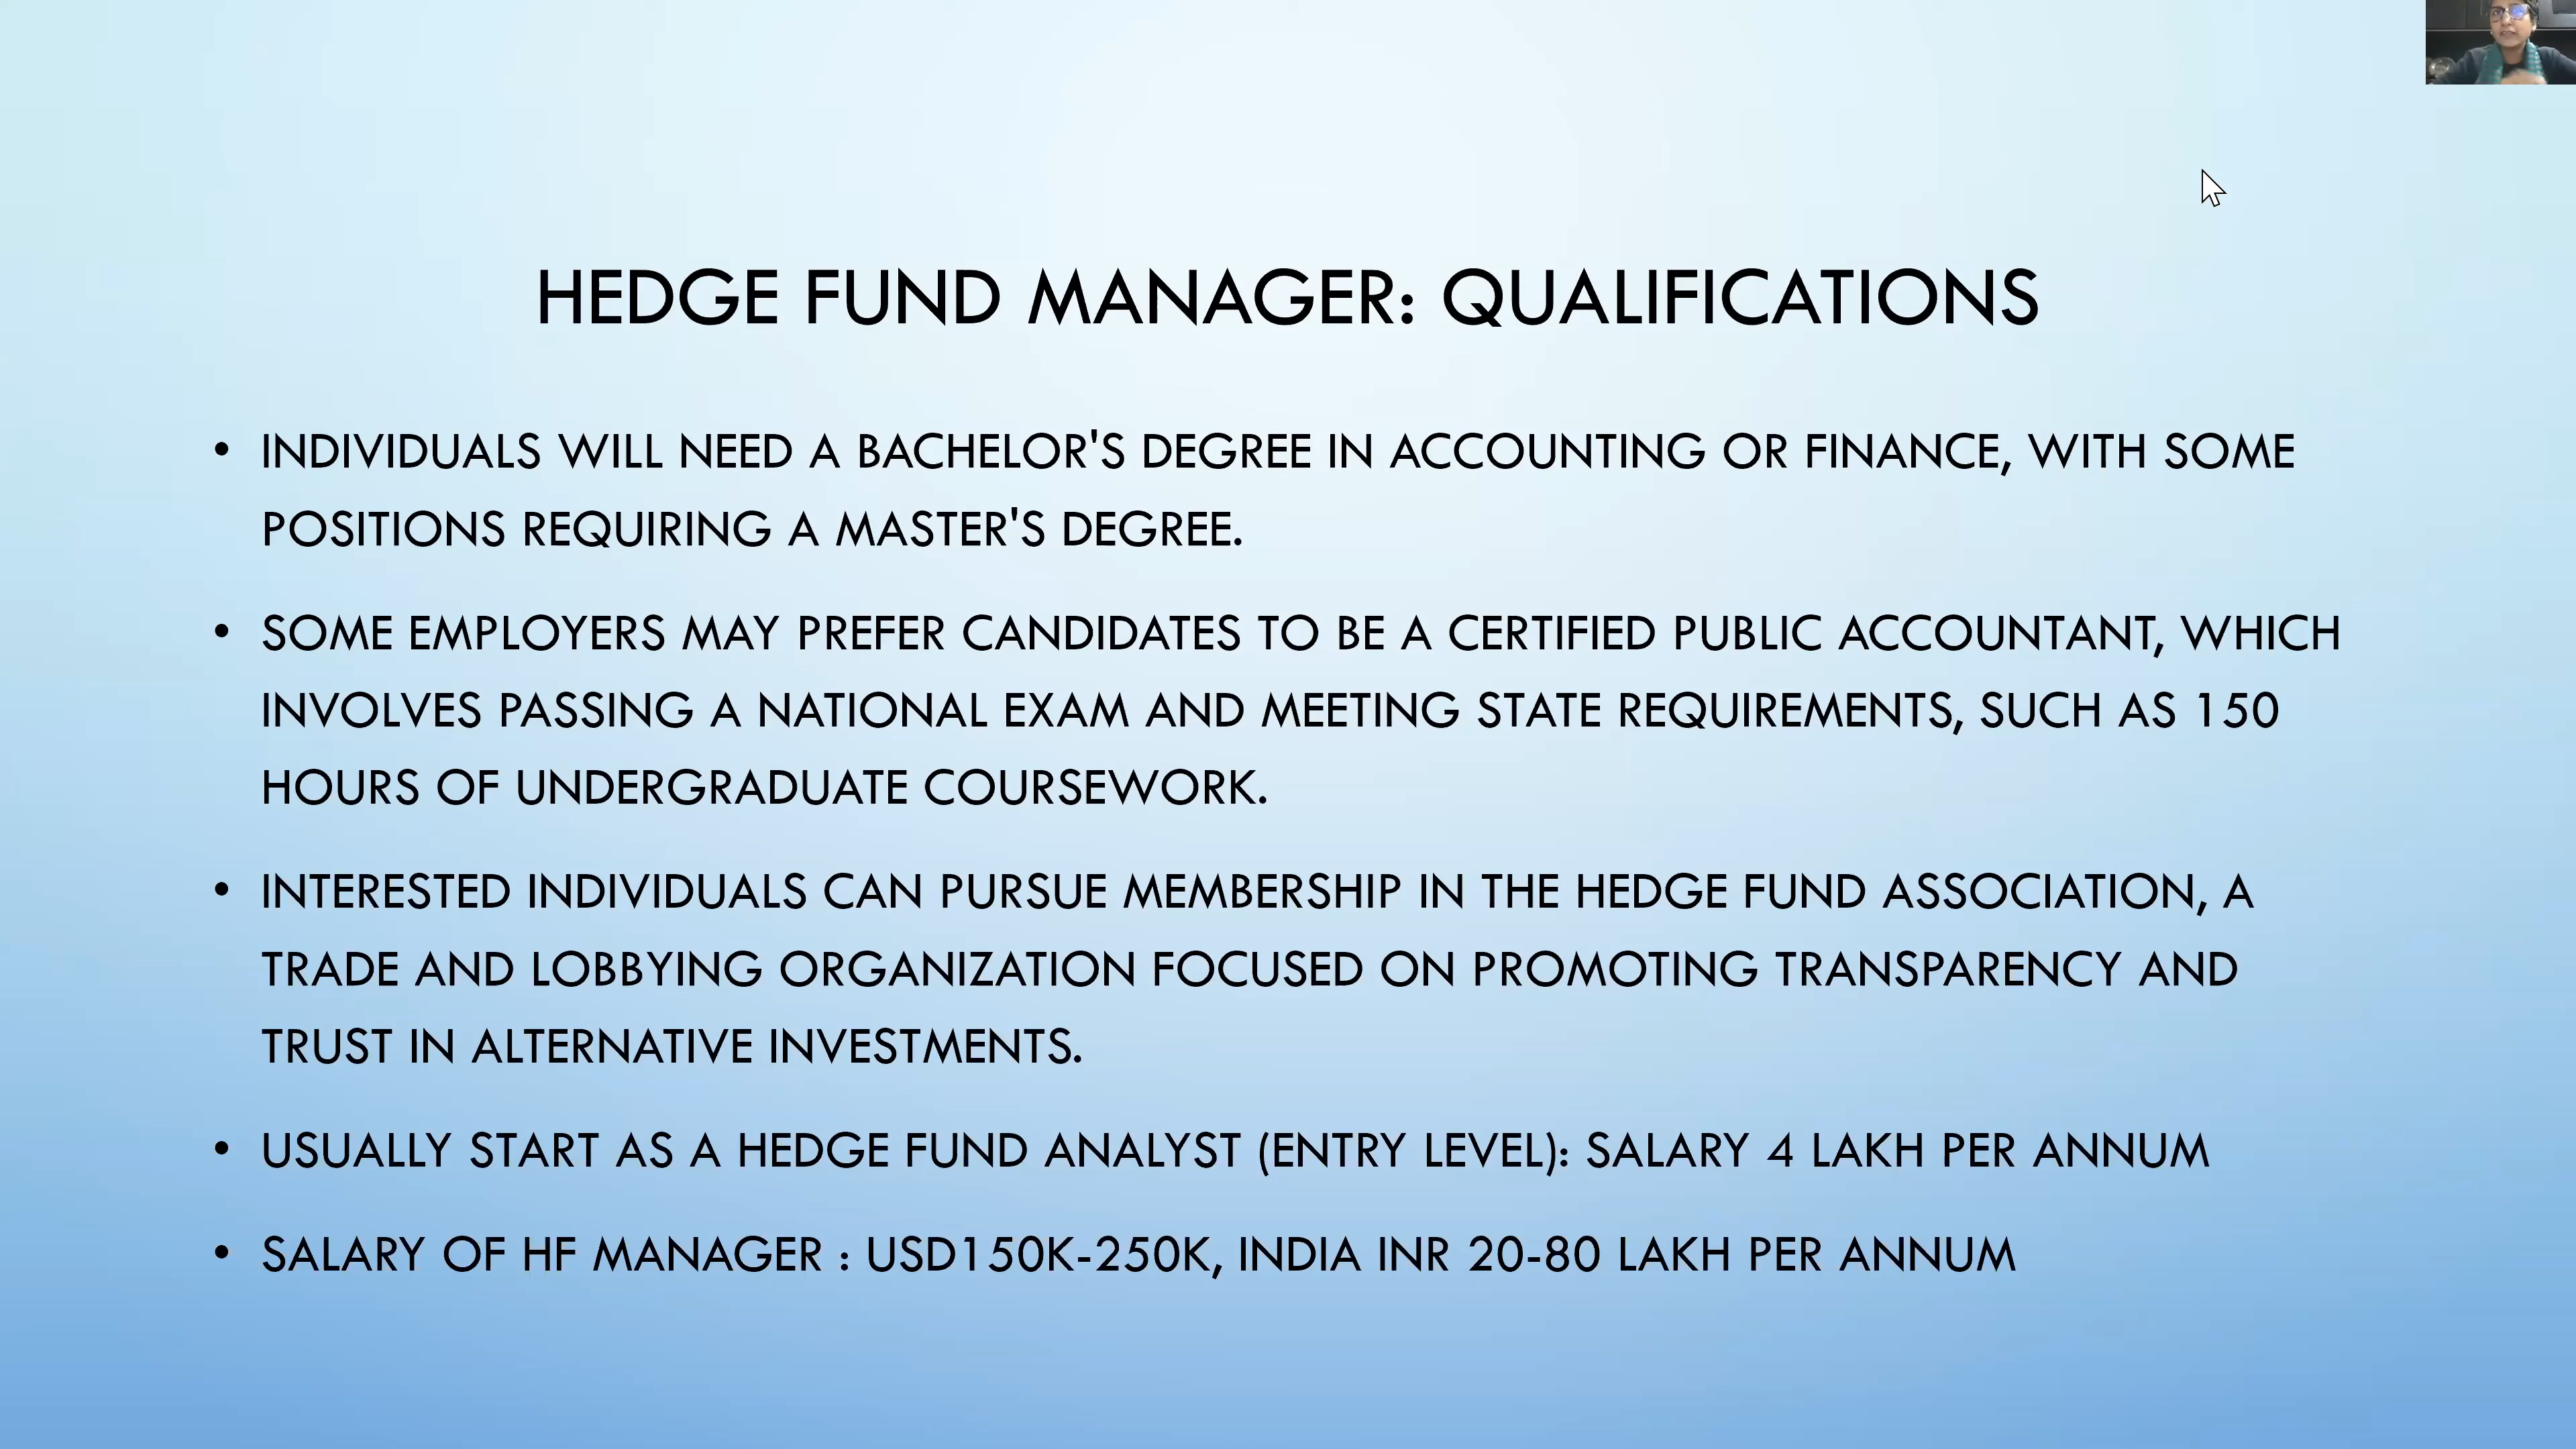 HEDGE FUND MANAGER: QUALIFICATIONS
• INDIVIDUALS WILL NEED A BACHELOR'S DEGREE IN ACCOUNTING OR FINANCE, WITH SOME
POSITIONS REQUIRING A MASTER'S DEGREE.
• SOME EMPLOYERS MAY PREFER CANDIDATES TO BE A CERTIFIED PUBLIC ACCOUNTANT, WHICH
INVOLVES PASSING A NATIONAL EXAM AND MEETING STATE REQUIREMENTS, SUCH AS 150
HOURS OF UNDERGRADUATE COURSEWORK.
• INTERESTED INDIVIDUALS CAN PURSUE MEMBERSHIP IN THE HEDGE FUND ASSOCIATION, A
TRADE AND LOBBYING ORGANIZATION FOCUSED ON PROMOTING TRANSPARENCY AND
TRUST IN ALTERNATIVE INVESTMENTS.
• USUALLY START AS A HEDGE FUND ANALYST (ENTRY LEVEL): SALARY 4 LAKH PER ANNUM
• SALARY OF HF MANAGER : USD150K-250K, INDIA INR 20-80 LAKH PER ANNUM